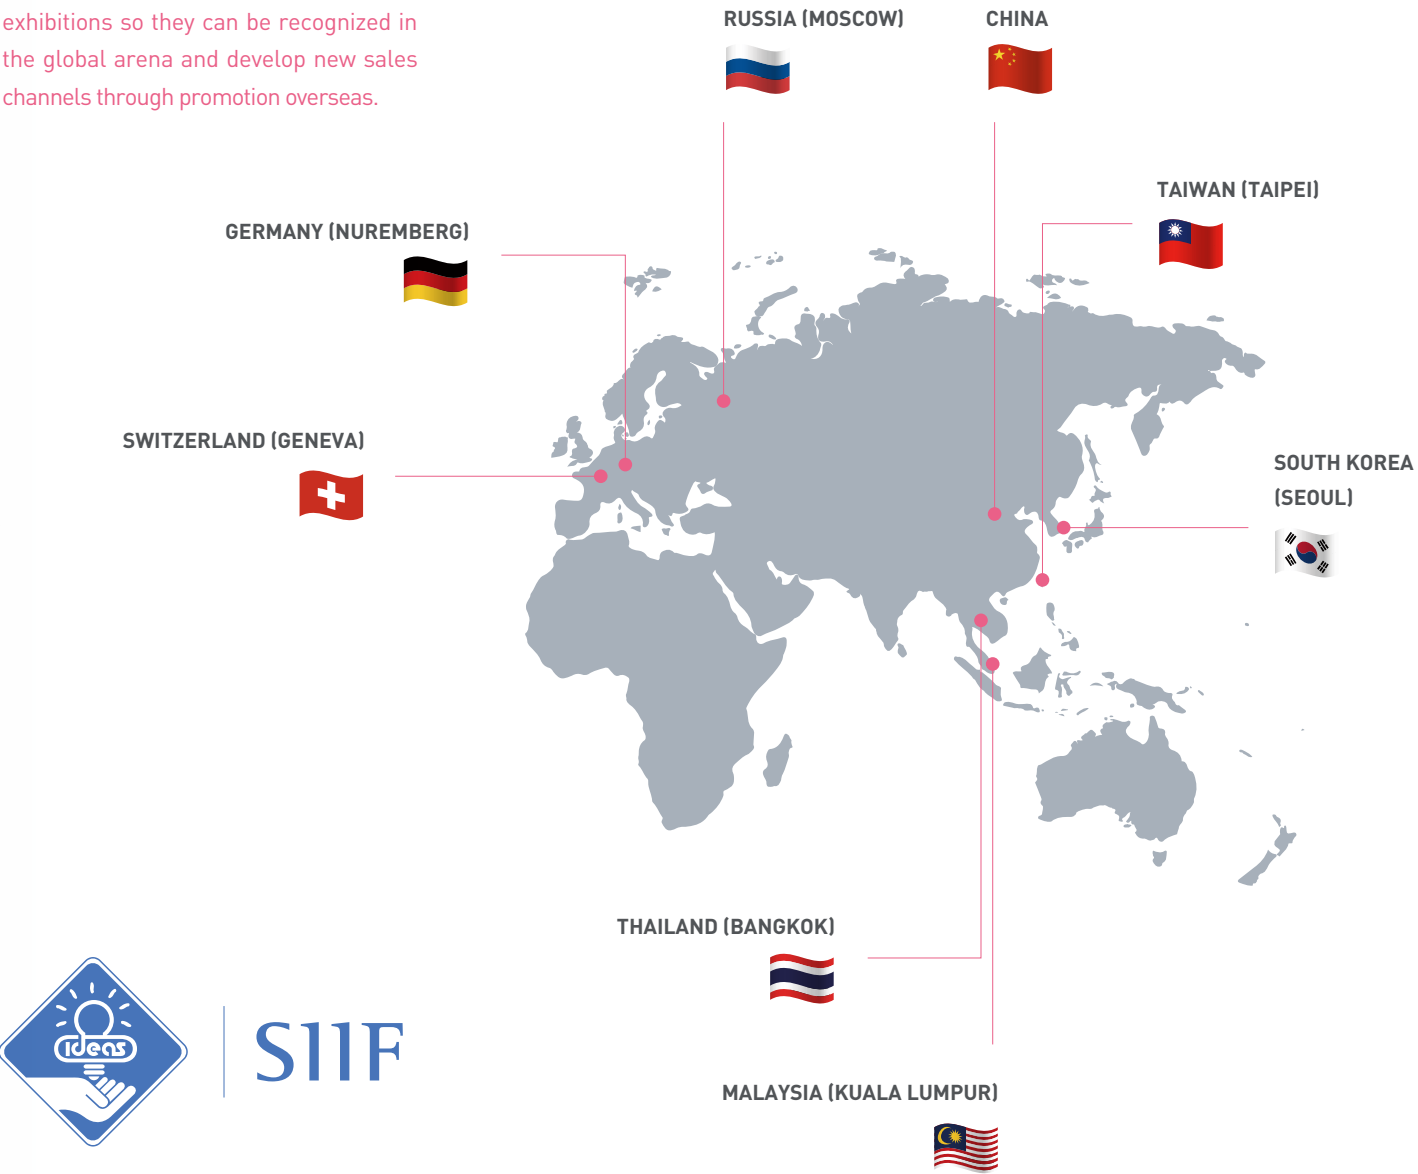 exhibitions so they can be recognized in
the global arena and develop new sales
channels through promotion overseas.
RUSSIA (MOSCOW)
CHINA
TAIWAN (TAIPEI)
GERMANY (NUREMBERG)
SWITZERLAND (GENEVA)
SOUTH KOREA
(SEOUL)
THAILAND (BANGKOK)
ideas
SIIF
MALAYSIA (KUALA LUMPUR)